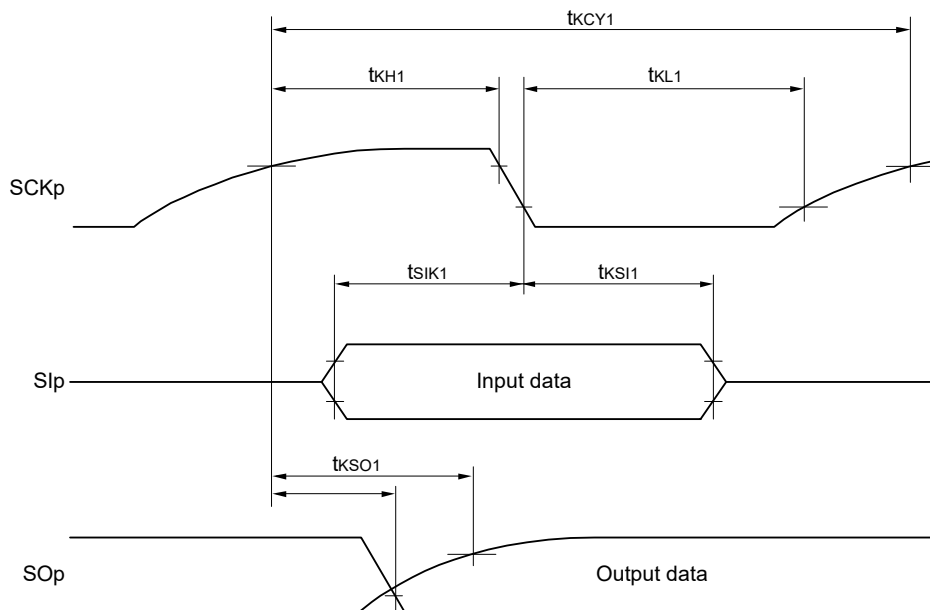 tKCY1
tKH1
tKL1
SCKp
tSIK1
tKSI1
SIp
Input data
tKSO1
SOp
Output data